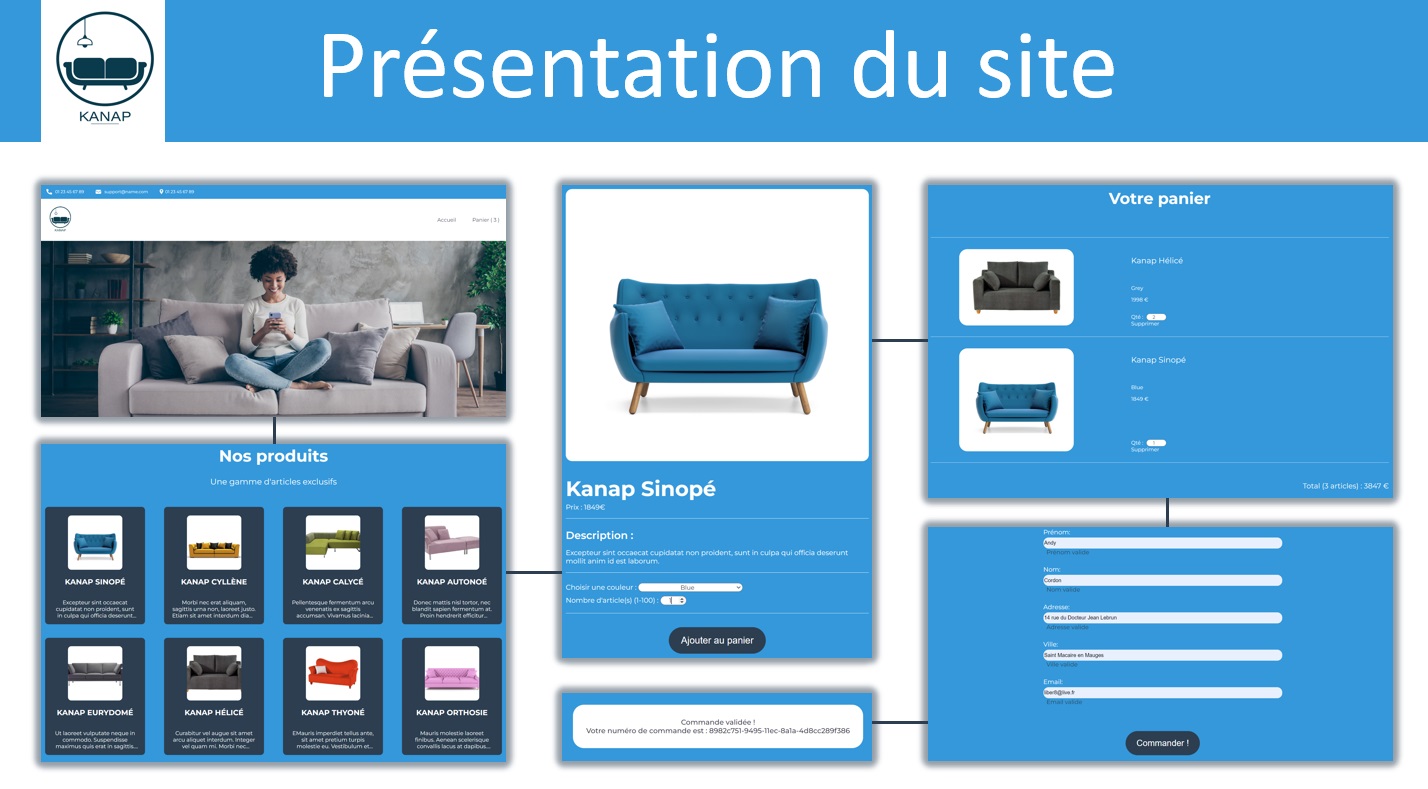 KANAP
Présentation du site
01 23 45 67 89 support@name.com 01 23 45 67 89
Accueil Panier ( 3 )
Nos produits
Une gamme d'articles exclusifs
KANAP SINOPÉ
Excepteur sint occaecat
cupidatat non proident, sunt
in culpa qui officia deserunt...
KANAP CYLLÈNE
Morbi nec erat aliquam,
sagittis urna non, laoreet justo.
Etiam sit amet interdum dia...
KANAP CALYCÉ
Pellentesque fermentum arcu
venenatis ex sagittis
accumsan. Vivamus lacinia...
KANAP AUTONOÉ
Donec mattis nisl tortor, nec
blandit sapien fermentum at.
Proin hendrerit efficitur...
KANAP EURYDOMÉ
Ut laoreet vulputate neque in
commodo. Suspendisse
maximus quis erat in sagittis...
KANAP HÉLICÉ
Curabitur vel augue sit amet
arcu aliquet interdum. Integer
vel quam mi. Morbi nec...
KANAP THYONÉ
EMauris imperdiet tellus ante,
sit amet pretium turpis
molestie eu. Vestibulum et...
KANAP ORTHOSIE
Mauris molestie laoreet
finibus. Aenean scelerisque
convallis lacus at dapibus...
Kanap Sinopé
Prix : 1849€
Description :
Excepteur sint occaecat cupidatat non proident, sunt in culpa qui officia deserunt
mollit anim id est laborum.
Choisir une couleur : Blue
Nombre d'article(s) (1-100) : 1
Ajouter au panier
Commande validée !
Votre numéro de commande est : 8982c751-9495-11ec-8a1a-4d8cc289f386
Votre panier
Kanap Hélicé
Grey
1998 €
Qté : 2
Supprimer
Kanap Sinopé
Blue
1849 €
Qté : 1
Supprimer
Total (3 articles) : 3847 €
Prénom:
Andy
Prénom valide
Nom:
Cordon
Nom valide
Adresse:
14 rue du Docteur Jean Lebrun
Adresse valide
Ville:
Saint Macaire en Mauges
Ville valide
Email:
Email valide
Commander !